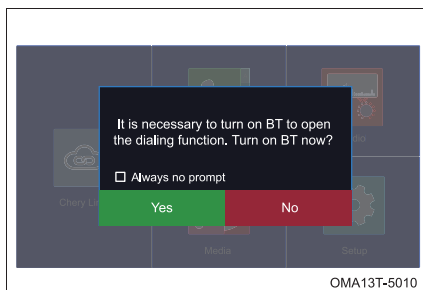 It is necessary to turn on BT to open
the dialing function. Turn on BT now?
Always no prompt
Yes
No
Chery Li
dio
Media
Setup
OMA13T-5010